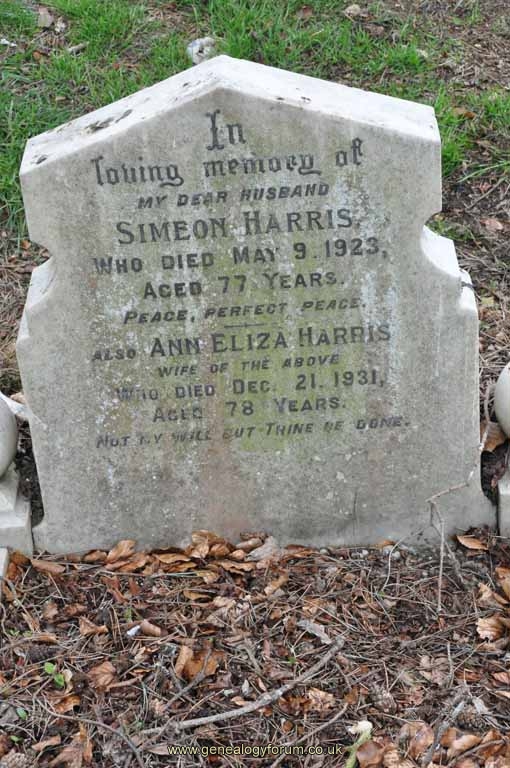 In
loving memory of
MY DEAR HUSBAND
SIMEON HARRIS.
WHO DIED MAY 9. 1923,
AGED 77 YEARS.
PEACE, PERFECT PEACE.
ALSO ANN ELIZA HARRIS
WIFE OF THE ABOVE
WHO DIED DEC. 21. 1931,
AGED 78 YEARS.
NOT MY WILL BUT THINE BE DONE.
www.genealogyforum.co.uk